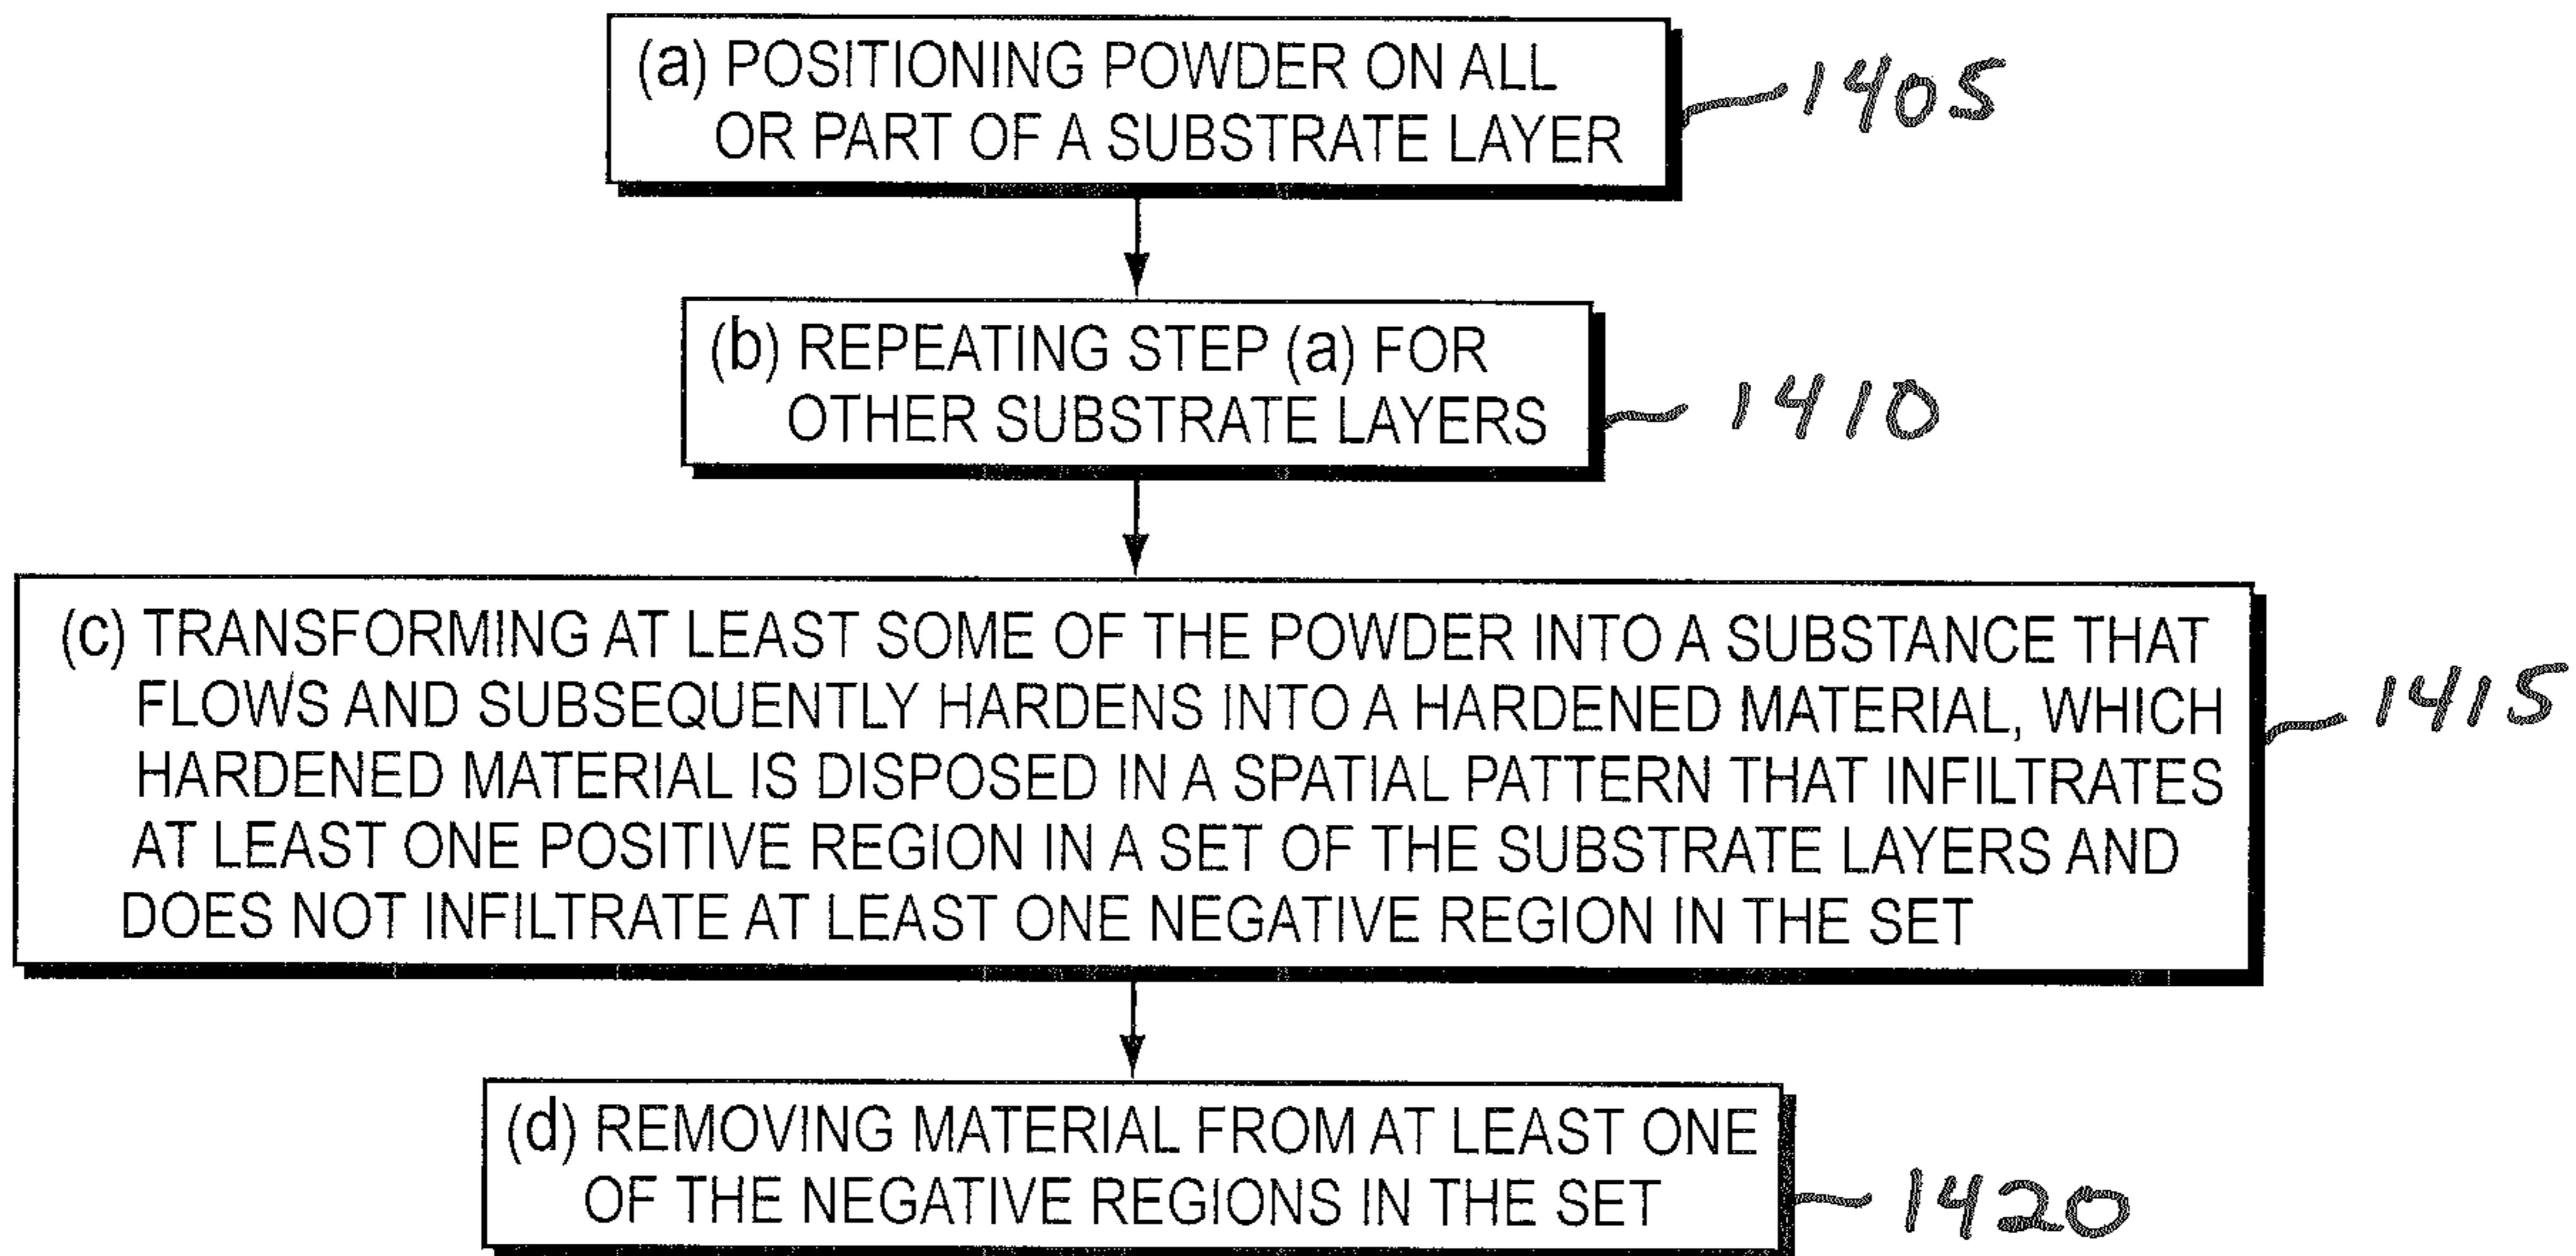 (a) POSITIONING POWDER ON ALL
OR PART OF A SUBSTRATE LAYER
1405
(b) REPEATING STEP (a) FOR
OTHER SUBSTRATE LAYERS
1410
(c) TRANSFORMING AT LEAST SOME OF THE POWDER INTO A SUBSTANCE THAT
FLOWS AND SUBSEQUENTLY HARDENS INTO A HARDENED MATERIAL, WHICH
HARDENED MATERIAL IS DISPOSED IN A SPATIAL PATTERN THAT INFILTRATES
AT LEAST ONE POSITIVE REGION IN A SET OF THE SUBSTRATE LAYERS AND
DOES NOT INFILTRATE AT LEAST ONE NEGATIVE REGION IN THE SET
1415
(d) REMOVING MATERIAL FROM AT LEAST ONE
OF THE NEGATIVE REGIONS IN THE SET
1420